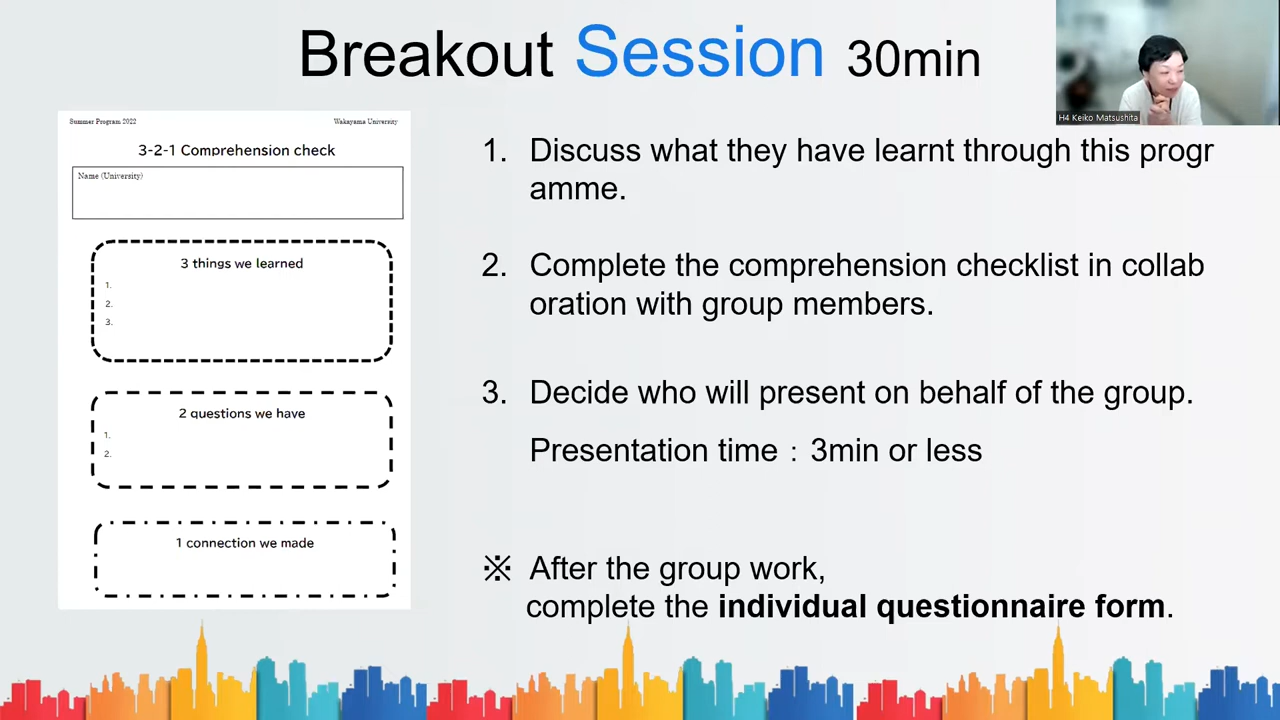 Breakout Session 30min
H4 Keiko Matsushita
Summer Program 2022
Wakayama University
3-2-1 Comprehension check
Name (University)
3 things we learned
1.
2.
3.
2 questions we have
1.
2.
1 connection we made
1. Discuss what they have learnt through this progr
amme.
2. Complete the comprehension checklist in collab
oration with group members.
3. Decide who will present on behalf of the group.
Presentation time：3min or less
※ After the group work,
complete the individual questionnaire form.